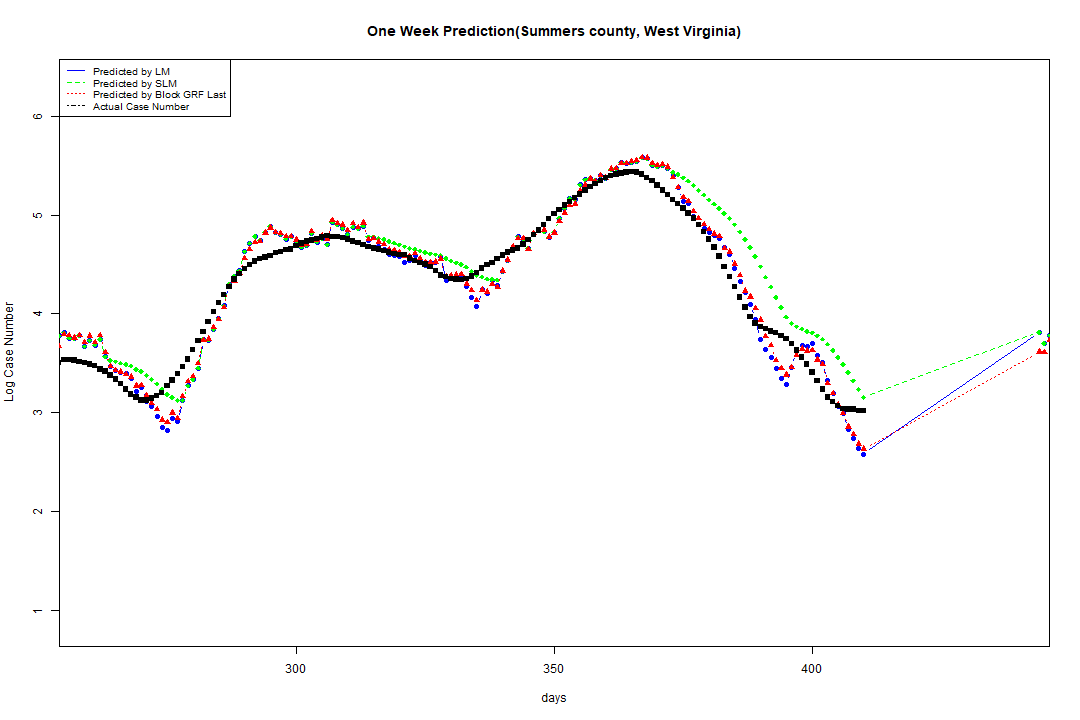 One Week Prediction(Summers county, West Virginia)
Predicted by LM
Predicted by SLM
Predicted by Block GRF Last
Actual Case Number
6
5
4
3
2
1
Log Case Number
300
350
400
days